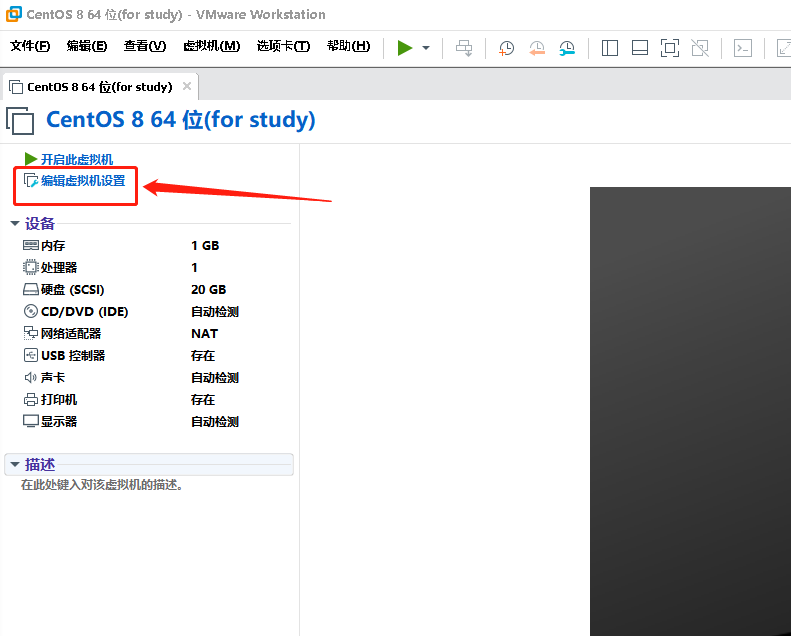 CentOS 8 64 位(for study) - VMware Workstation
文件(F) 编辑(E) 查看(V) 虚拟机(M) 选项卡(T) 帮助(H)
CentOS 8 64 位(for study)
CentOS 8 64 位(for study)
开启此虚拟机
编辑虚拟机设置
设备
内存 1 GB
处理器 1
硬盘 (SCSI) 20 GB
CD/DVD (IDE) 自动检测
网络适配器 NAT
USB 控制器 存在
声卡 自动检测
打印机 存在
显示器 自动检测
描述
在此处键入对该虚拟机的描述。